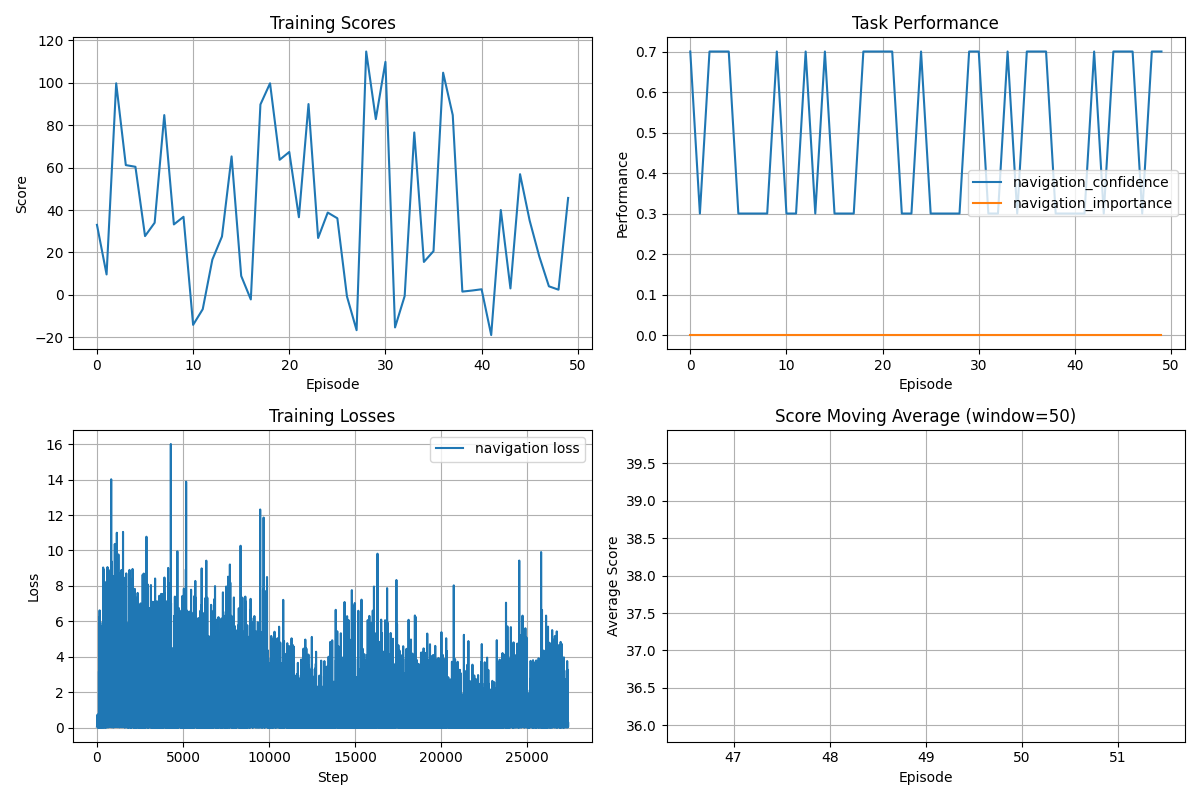 Training Scores
Score
120
100
80
60
40
20
0
−20
0 10 20 30 40 50
Episode
Task Performance
Performance
0.7
0.6
0.5
0.4
0.3
0.2
0.1
0.0
navigation_confidence
navigation_importance
0 10 20 30 40 50
Episode
Training Losses
Loss
16
14
12
10
8
6
4
2
0
navigation loss
0 5000 10000 15000 20000 25000
Step
Score Moving Average (window=50)
Average Score
39.5
39.0
38.5
38.0
37.5
37.0
36.5
36.0
47 48 49 50 51
Episode